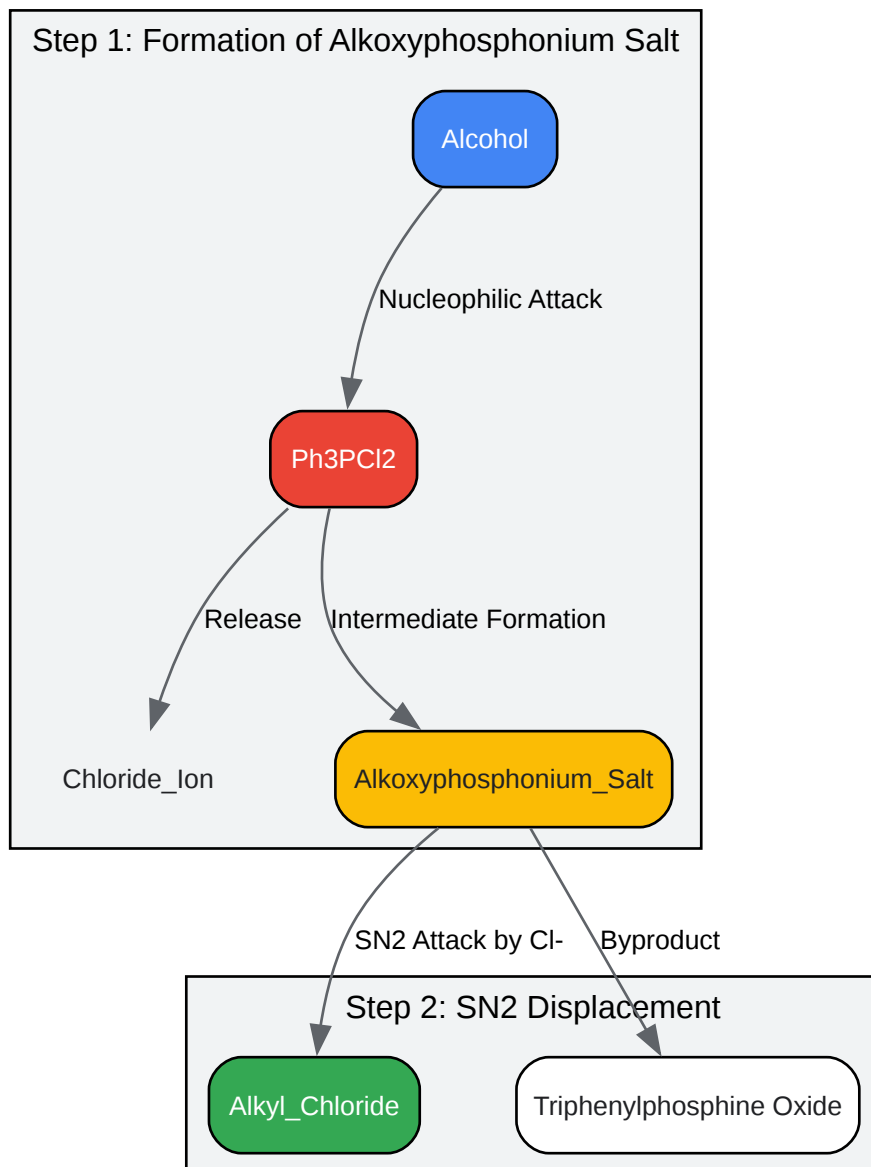 Step 1: Formation of Alkoxyphosphonium Salt
Alcohol
Nucleophilic Attack
Ph3PCl2
Release
Intermediate Formation
Chloride_Ion
Alkoxyphosphonium_Salt
SN2 Attack by Cl-
Byproduct
Step 2: SN2 Displacement
Alkyl_Chloride
Triphenylphosphine Oxide